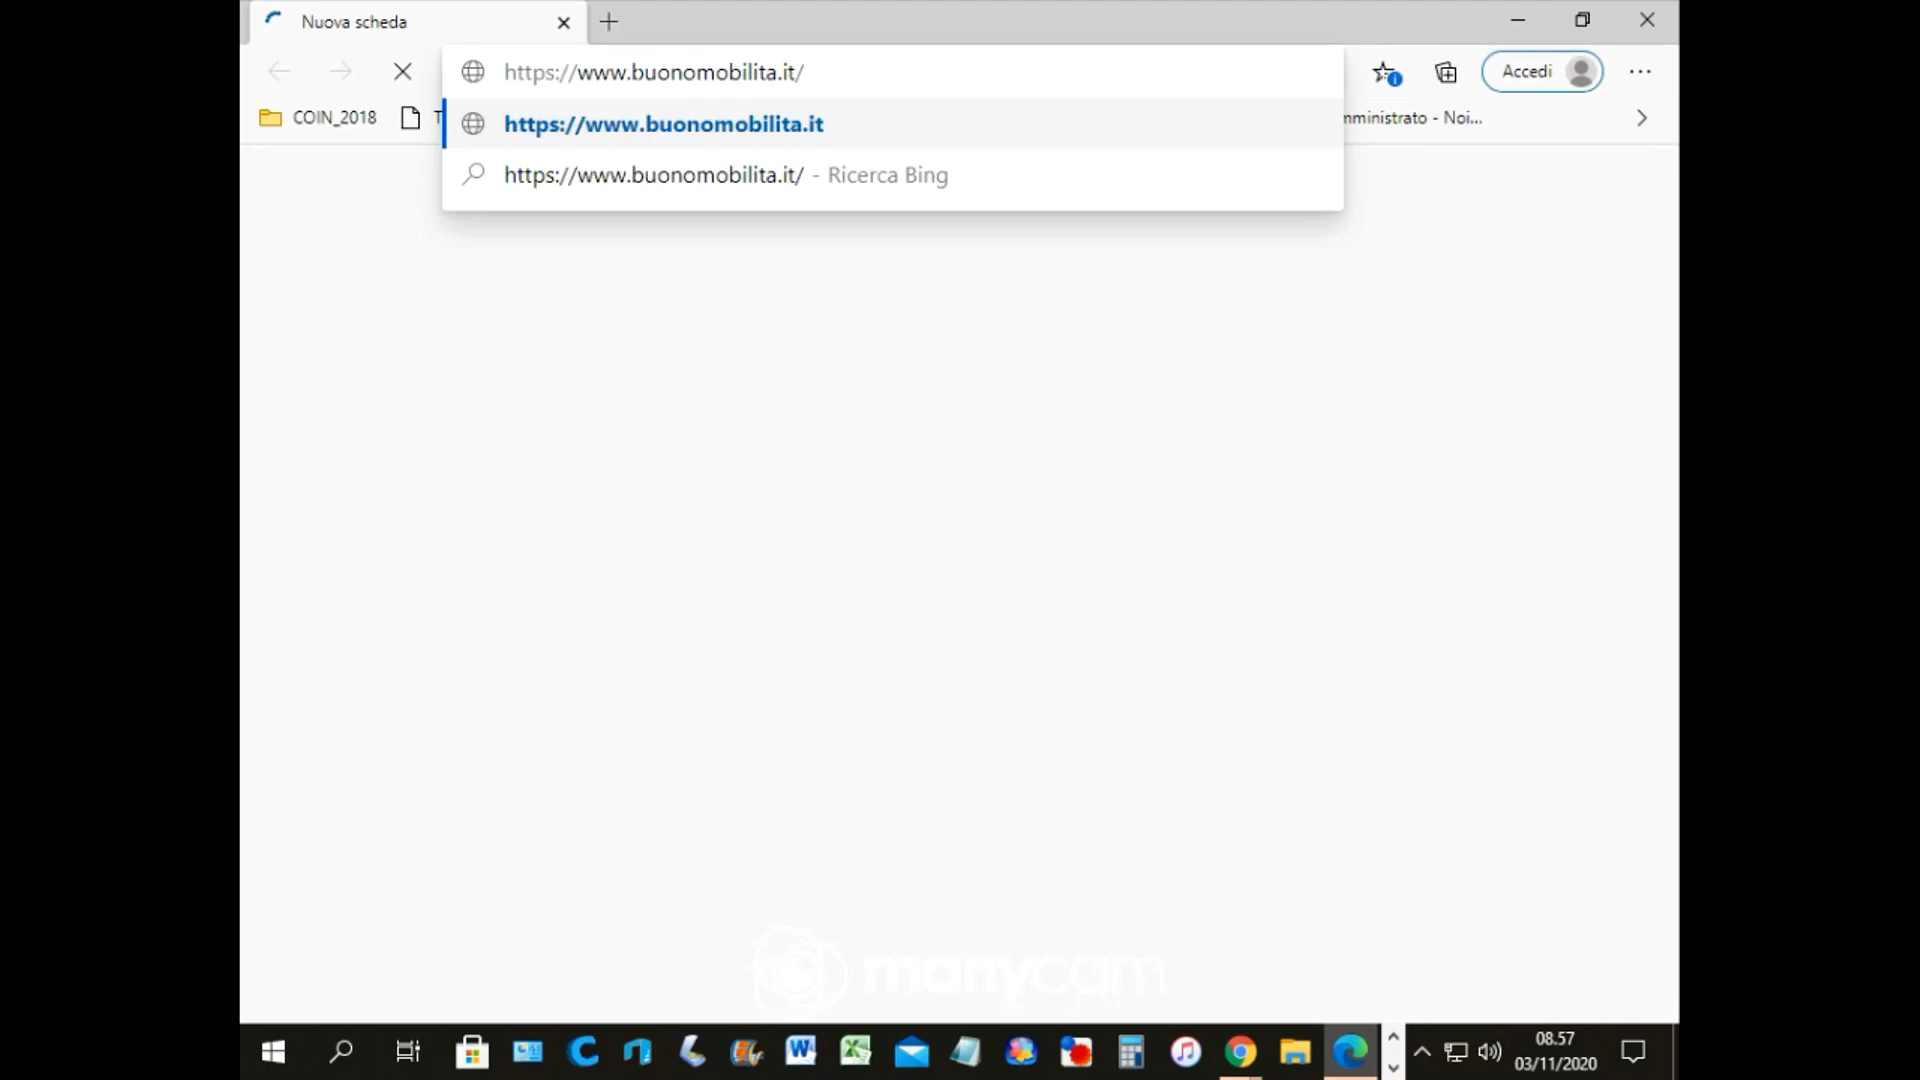 Nuova scheda
https://www.buonomobilita.it/
Accedi
COIN_2018
T
https://www.buonomobilita.it
mministrato - Noi...
https://www.buonomobilita.it/ - Ricerca Bing
manycam
08.57
03/11/2020